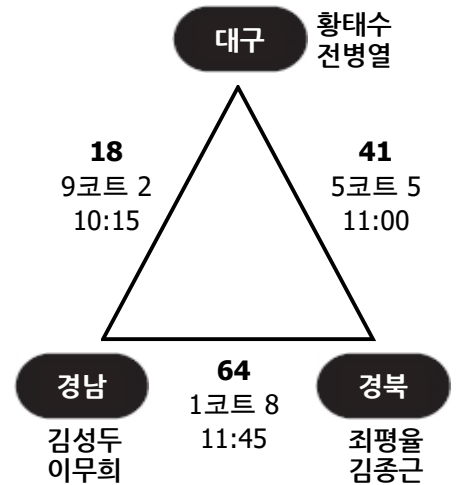 대구
황태수
전병열
18
9코트 2
10:15
41
5코트 5
11:00
경남
김성두
이무희
64
1코트 8
11:45
경북
죄평율
김종근